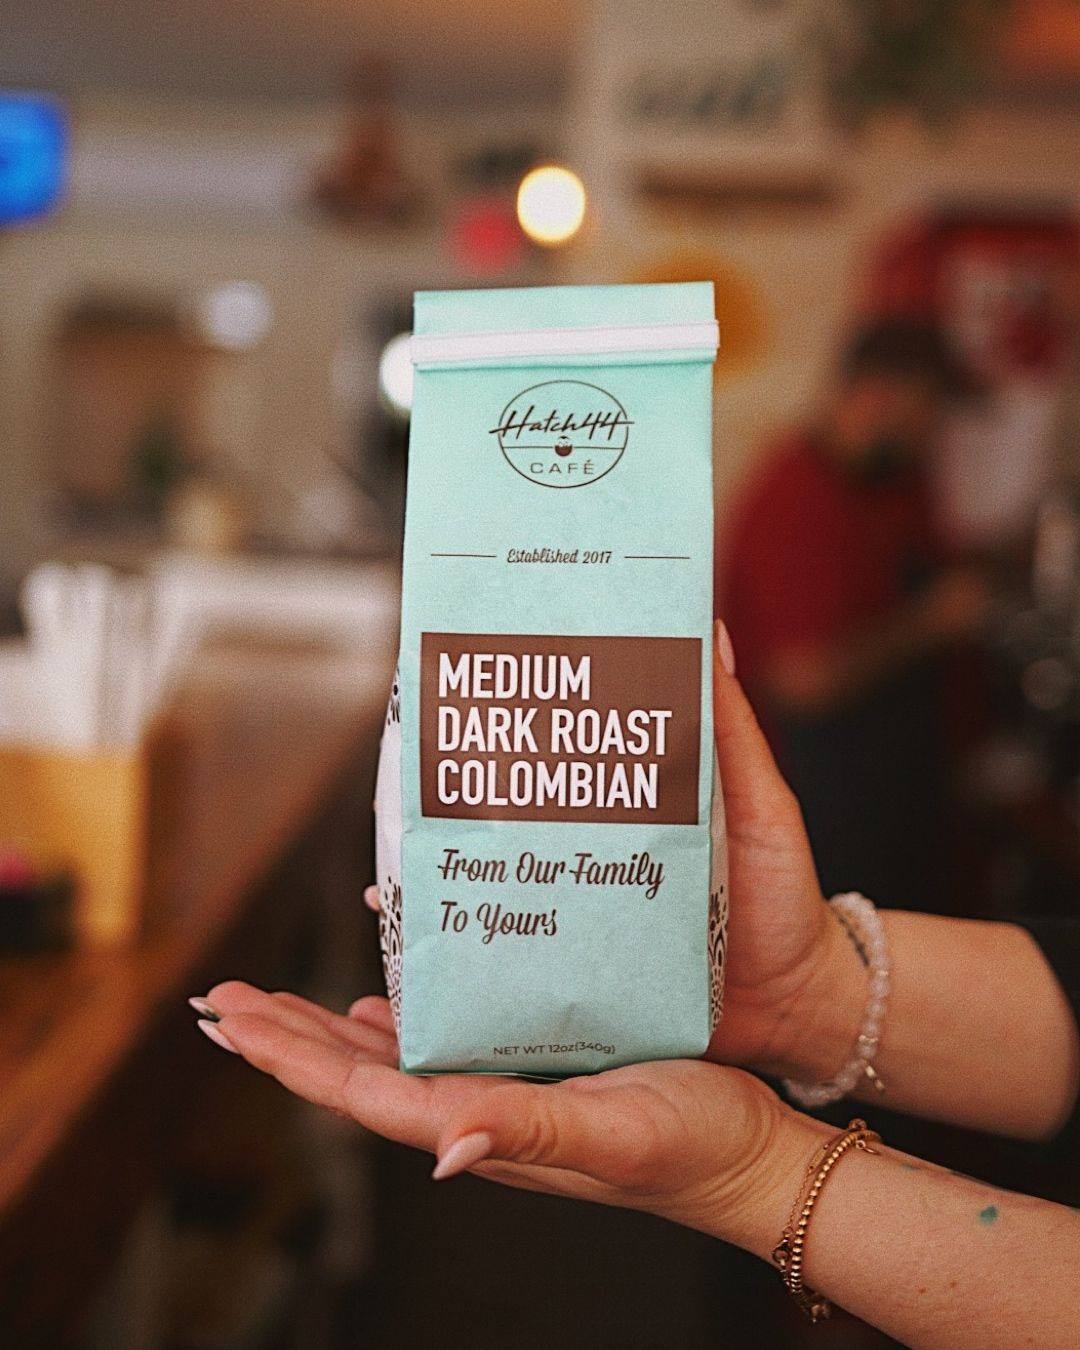 Hatch44
CAFÉ
Established 2017
MEDIUM
DARK ROAST
COLOMBIAN
From Our Family
To Yours
NET WT 12oz(340g)